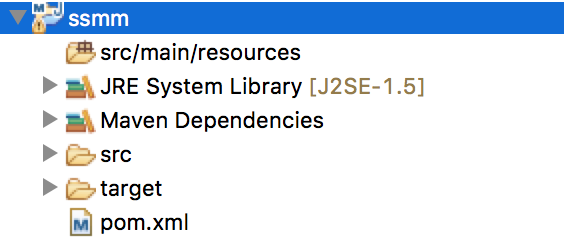 ssmm
src/main/resources
JRE System Library [J2SE-1.5]
Maven Dependencies
src
target
pom.xml